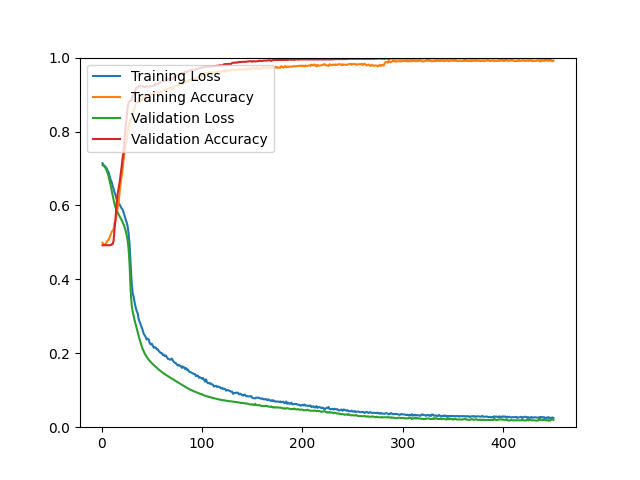 1.0
0.8
0.6
0.4
0.2
0.0
Training Loss
Training Accuracy
Validation Loss
Validation Accuracy
0 100 200 300 400